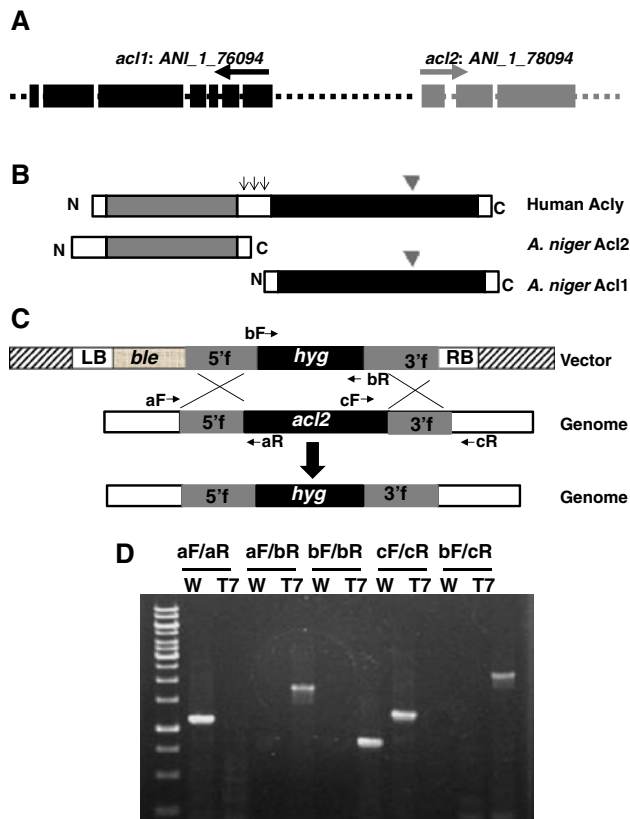 A
acl1: ANI_1_76094 acl2: ANI_1_78094
B
N C Human Acly
N C A. niger Acl2
N C A. niger Acl1
C
bF
LB ble 5'f hyg 3'f RB Vector
bR
aF cF
5'f acl2 3'f Genome
aR cR
5'f hyg 3'f Genome
D
aF/aR aF/bR bF/bR cF/cR bF/cR
W T7 W T7 W T7 W T7 W T7